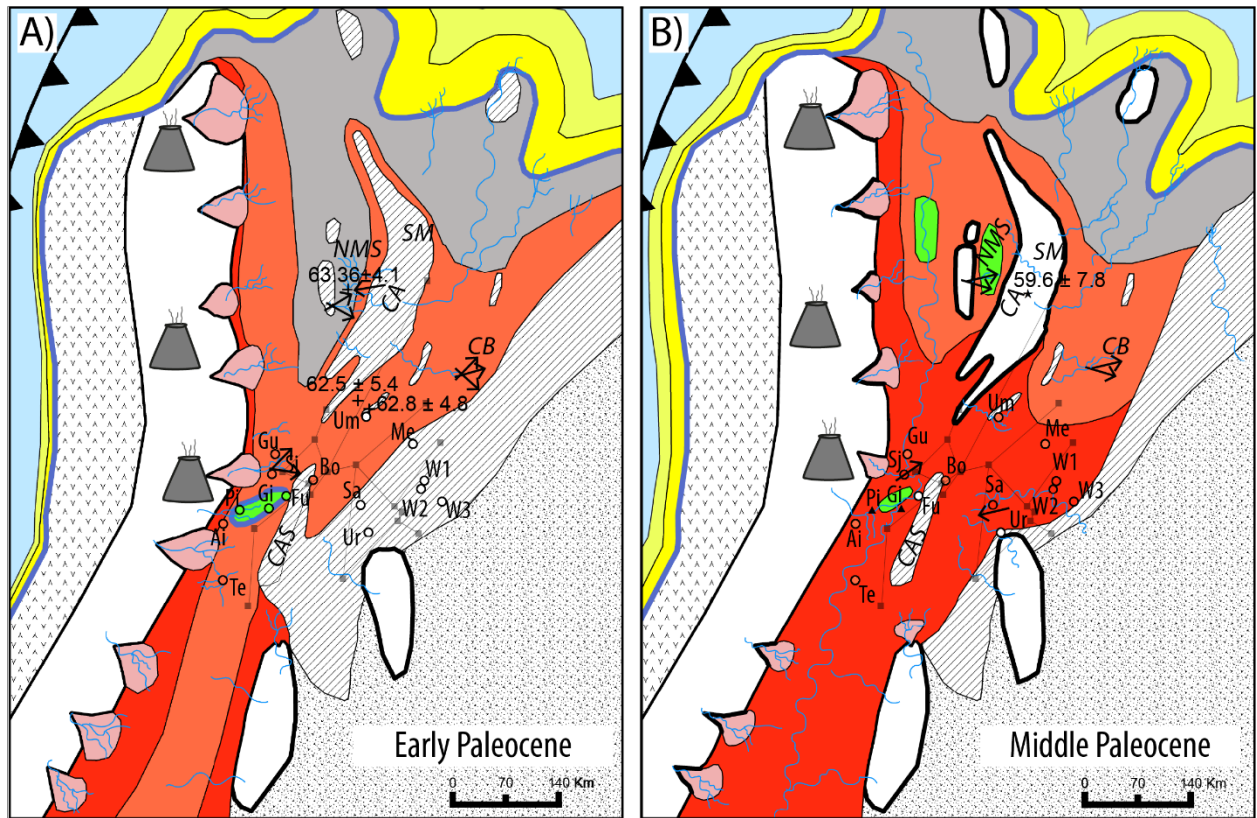 A)
NMS
SM
63.36±4.1
CA
CB
62.5 ± 5.4
62.8 ± 4.8
Um
Gu
Me
Sj
Bo
W1
Pi
Gi
Fu
Sa
W2
W3
Ai
Ur
CAS
Te
Early Paleocene
0 70 140 Km
B)
NMS
SM
59.6 ± 7.8
CA
CB
Um
Gu
Me
Sj
Bo
W1
Pi
Gi
Fu
Sa
W2
W3
Ai
Ur
CAS
Te
Middle Paleocene
0 70 140 Km